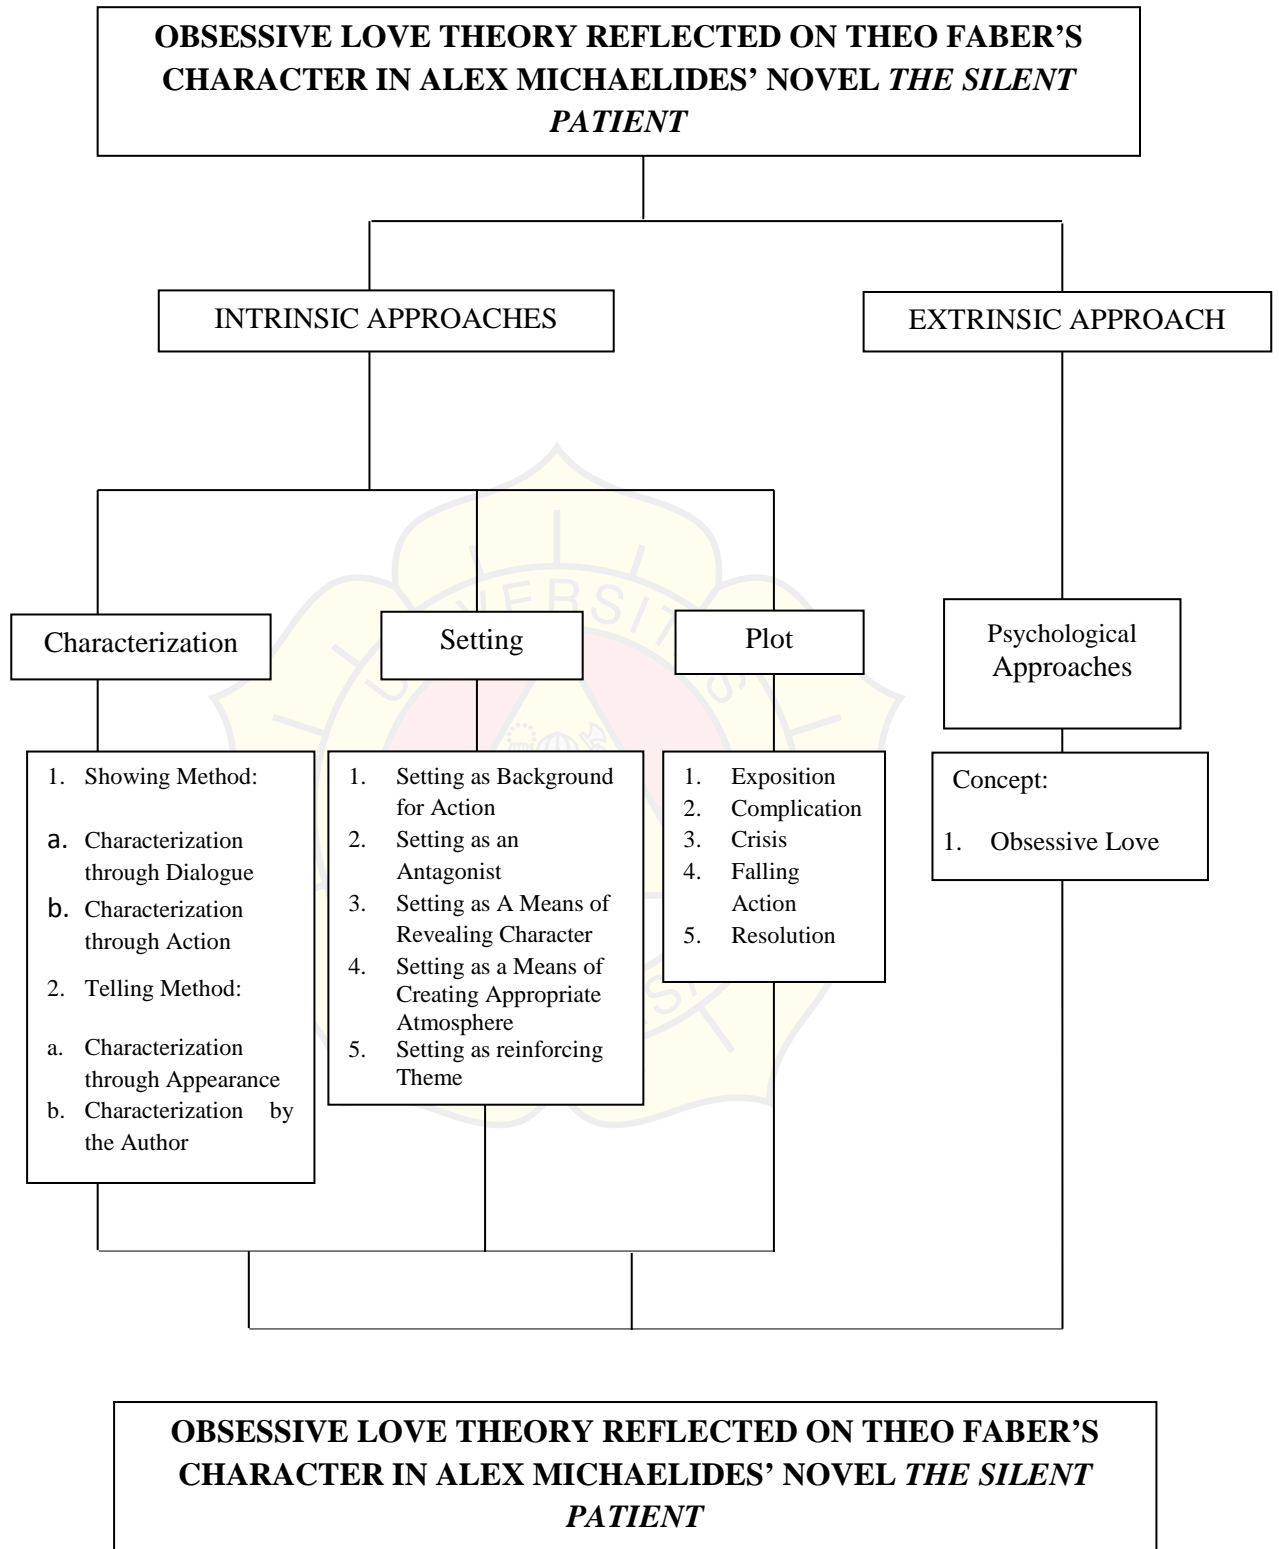 OBSESSIVE LOVE THEORY REFLECTED ON THEO FABER’S
CHARACTER IN ALEX MICHAELIDES’ NOVEL THE SILENT
PATIENT
INTRINSIC APPROACHES
EXTRINSIC APPROACH
Characterization
Setting
Plot
Psychological
Approaches
1. Showing Method:
a. Characterization
through Dialogue
b. Characterization
through Action
2. Telling Method:
a. Characterization
through Appearance
b. Characterization by
the Author
1. Setting as Background
for Action
2. Setting as an
Antagonist
3. Setting as A Means of
Revealing Character
4. Setting as a Means of
Creating Appropriate
Atmosphere
5. Setting as reinforcing
Theme
1. Exposition
2. Complication
3. Crisis
4. Falling
Action
5. Resolution
Concept:
1. Obsessive Love
OBSESSIVE LOVE THEORY REFLECTED ON THEO FABER’S
CHARACTER IN ALEX MICHAELIDES’ NOVEL THE SILENT
PATIENT